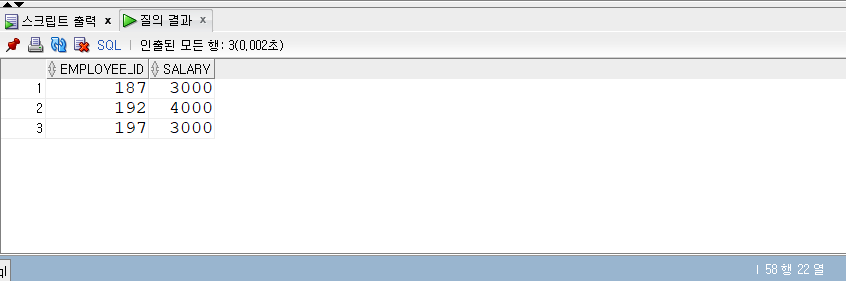 스크립트 출력 x 질의 결과 x
SQL | 인출된 모든 행: 3(0,002초)
EMPLOYEE_ID SALARY
1 187 3000
2 192 4000
3 197 3000
ql | 58 행 22 열